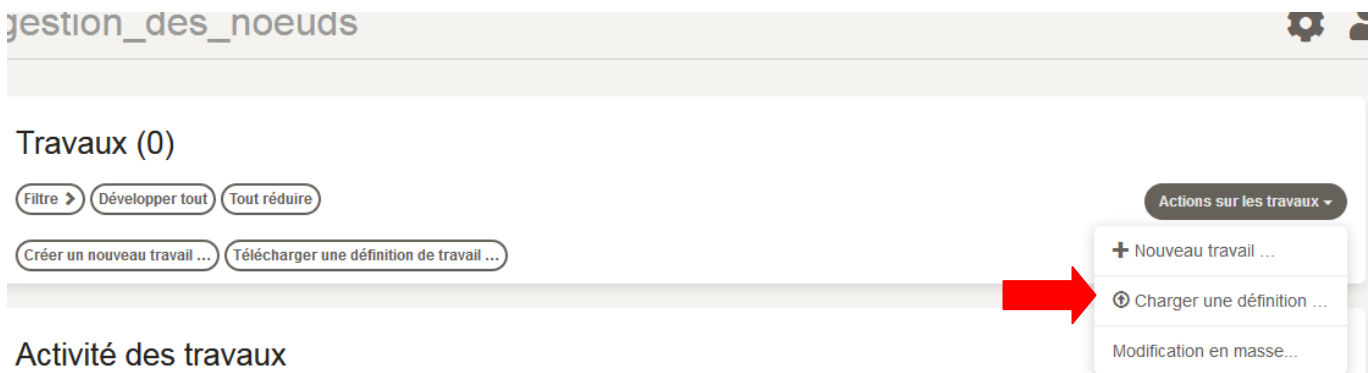 gestion_des_noeuds
Travaux (0)
Filtre Développer tout Tout réduire
Actions sur les travaux
Créer un nouveau travail ... Télécharger une définition de travail ...
Nouveau travail ...
Charger une définition ...
Modification en masse...
Activité des travaux